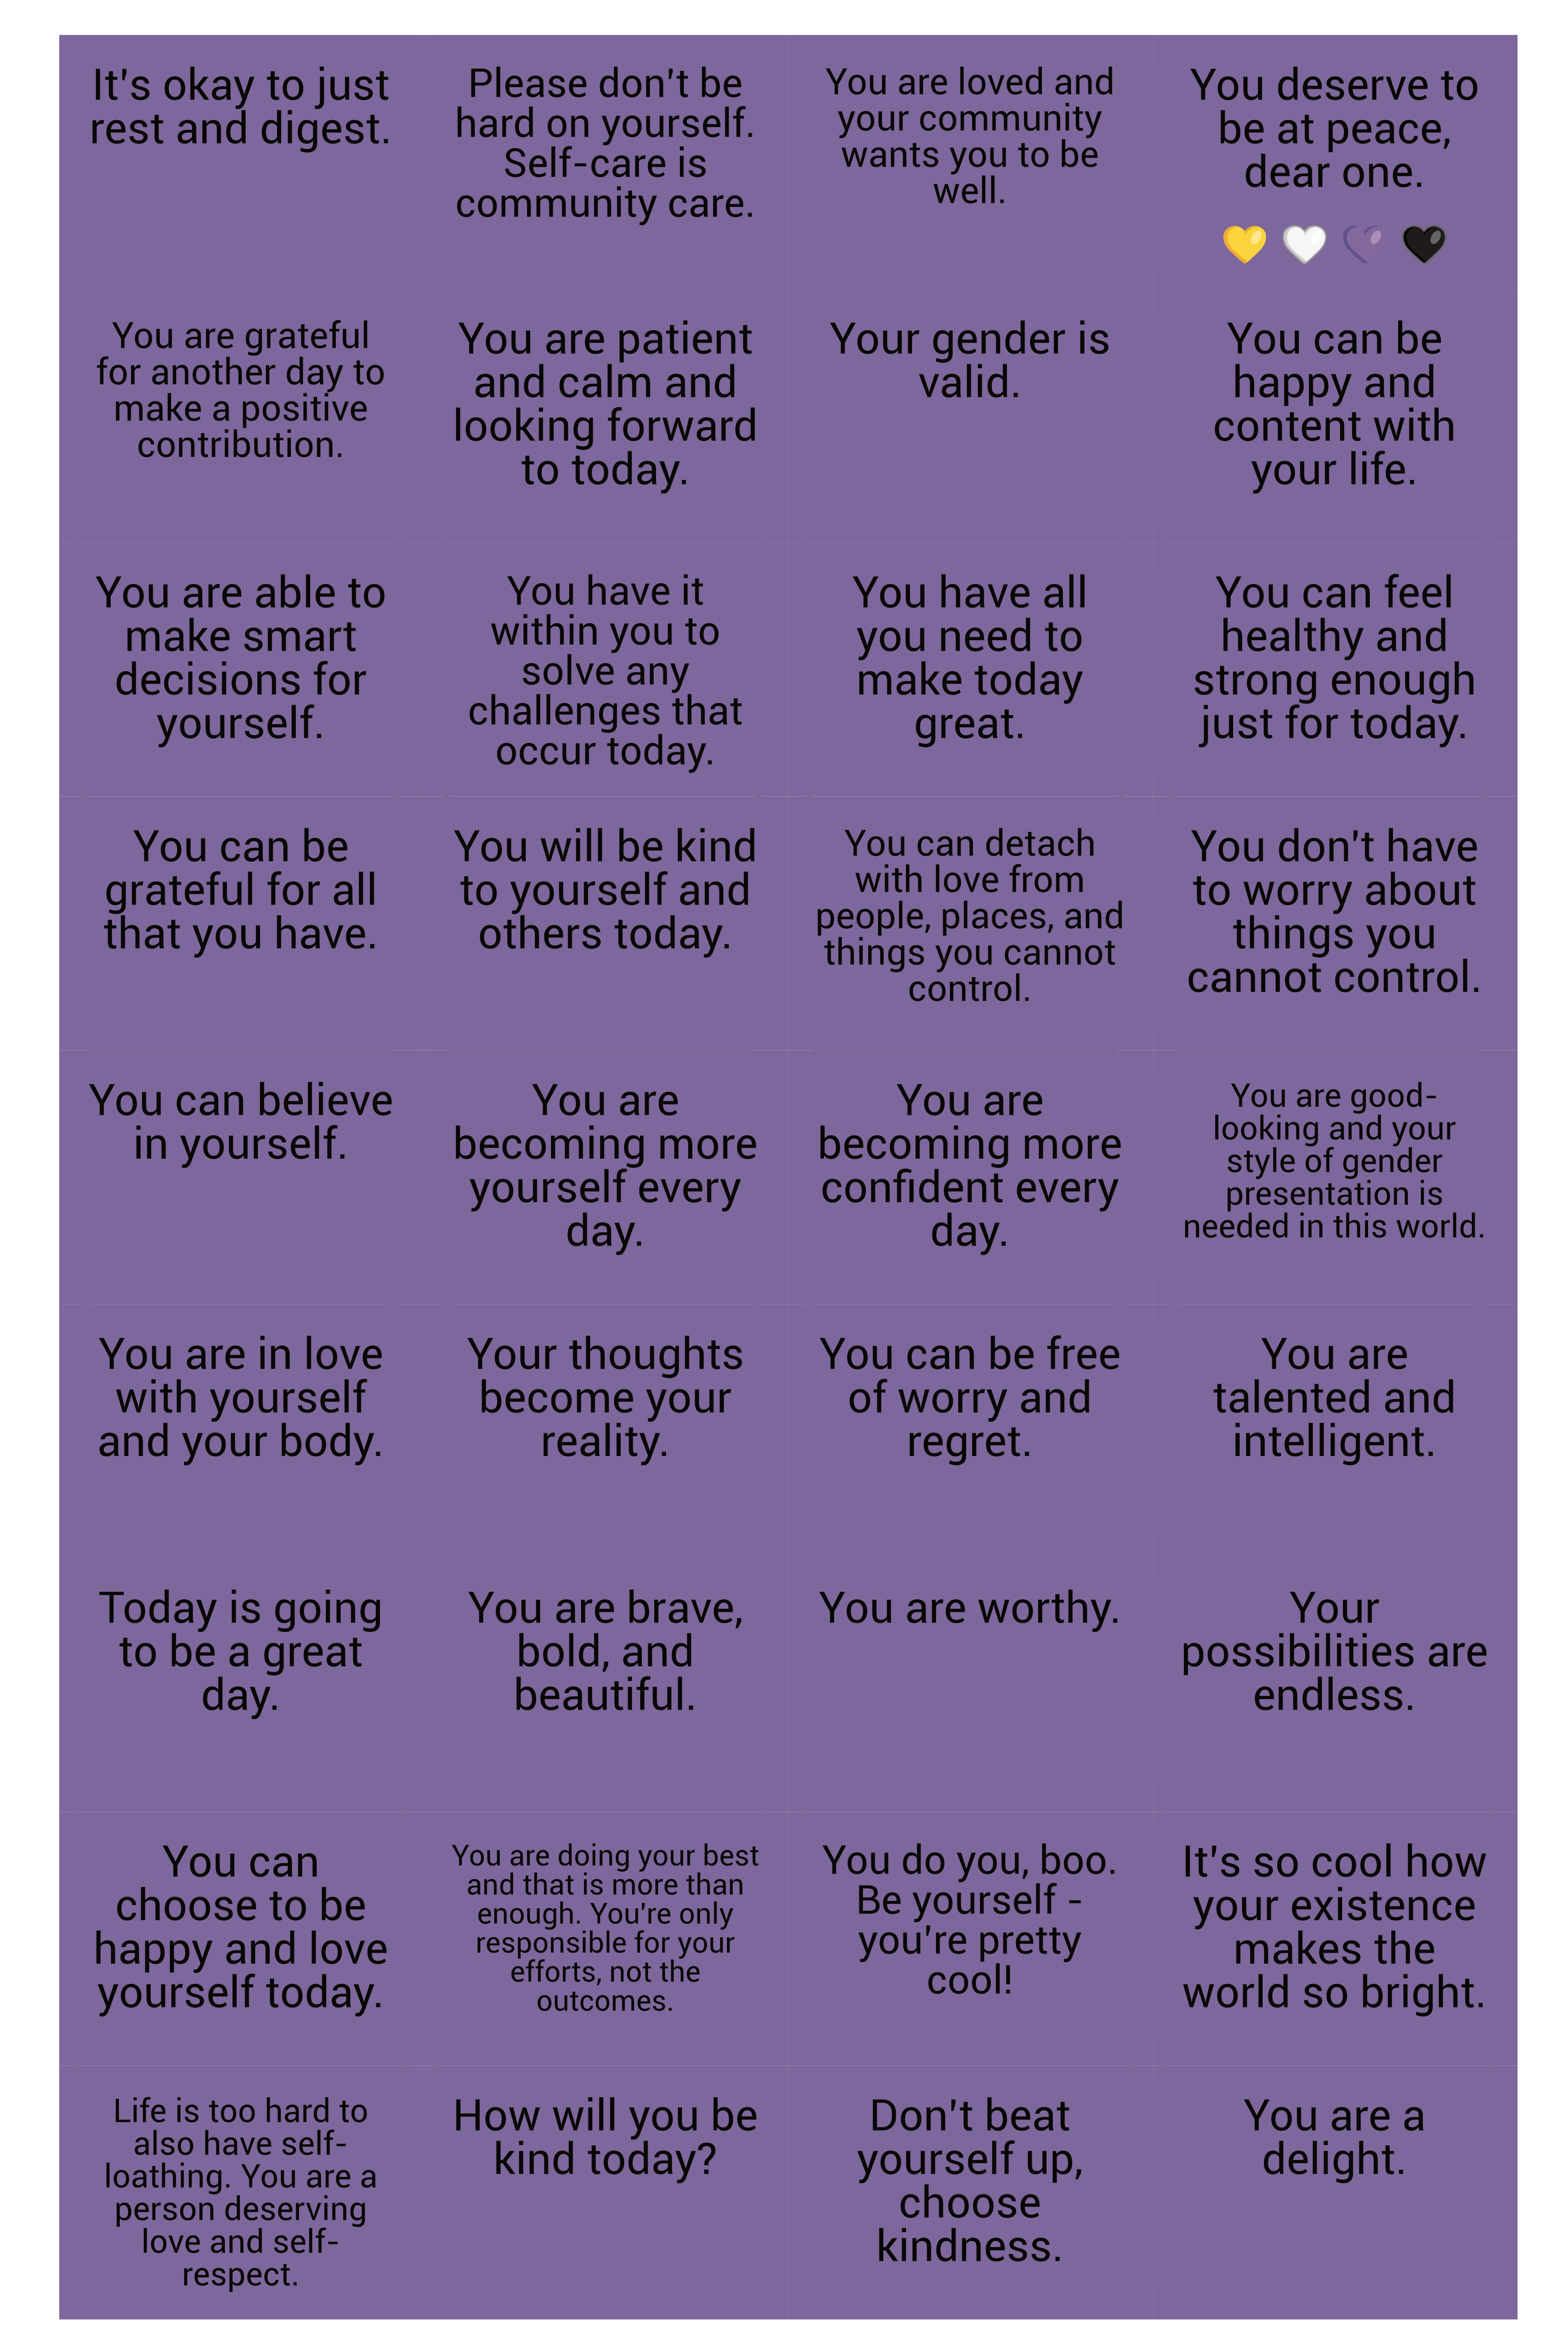 It's okay to just
rest and digest.
Please don't be
hard on yourself.
Self-care is
community care.
You are loved and
your community
wants you to be
well.
You deserve to
be at peace,
dear one.
💛 🤍 💜 🖤
You are grateful
for another day to
make a positive
contribution.
You are patient
and calm and
looking forward
to today.
Your gender is
valid.
You can be
happy and
content with
your life.
You are able to
make smart
decisions for
yourself.
You have it
within you to
solve any
challenges that
occur today.
You have all
you need to
make today
great.
You can feel
healthy and
strong enough
just for today.
You can be
grateful for all
that you have.
You will be kind
to yourself and
others today.
You can detach
with love from
people, places, and
things you cannot
control.
You don't have
to worry about
things you
cannot control.
You can believe
in yourself.
You are
becoming more
yourself every
day.
You are
becoming more
confident every
day.
You are good-
looking and your
style of gender
presentation is
needed in this world.
You are in love
with yourself
and your body.
Your thoughts
become your
reality.
You can be free
of worry and
regret.
You are
talented and
intelligent.
Today is going
to be a great
day.
You are brave,
bold, and
beautiful.
You are worthy.
Your
possibilities are
endless.
You can
choose to be
happy and love
yourself today.
You are doing your best
and that is more than
enough. You're only
responsible for your
efforts, not the
outcomes.
You do you, boo.
Be yourself -
you're pretty
cool!
It's so cool how
your existence
makes the
world so bright.
Life is too hard to
also have self-
loathing. You are a
person deserving
love and self-
respect.
How will you be
kind today?
Don't beat
yourself up,
choose
kindness.
You are a
delight.